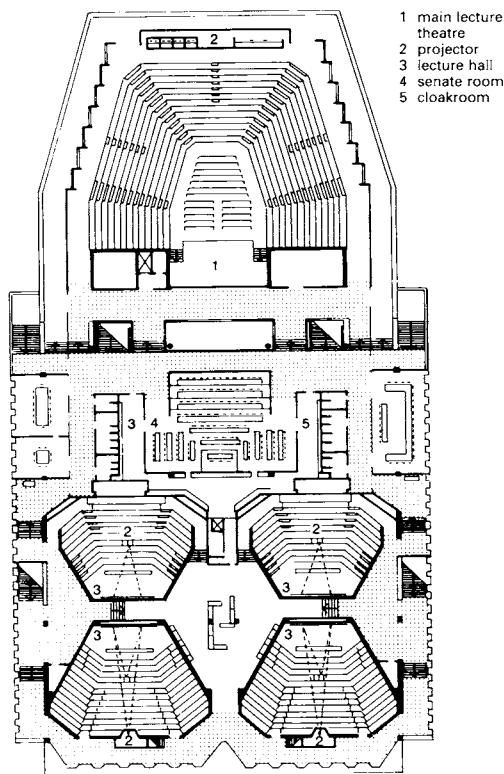 1 main lecture
theatre
2 projector
3 lecture hall
4 senate room
5 cloakroom
2
1
3 4 5
2 2
3 3
3 3
2 2